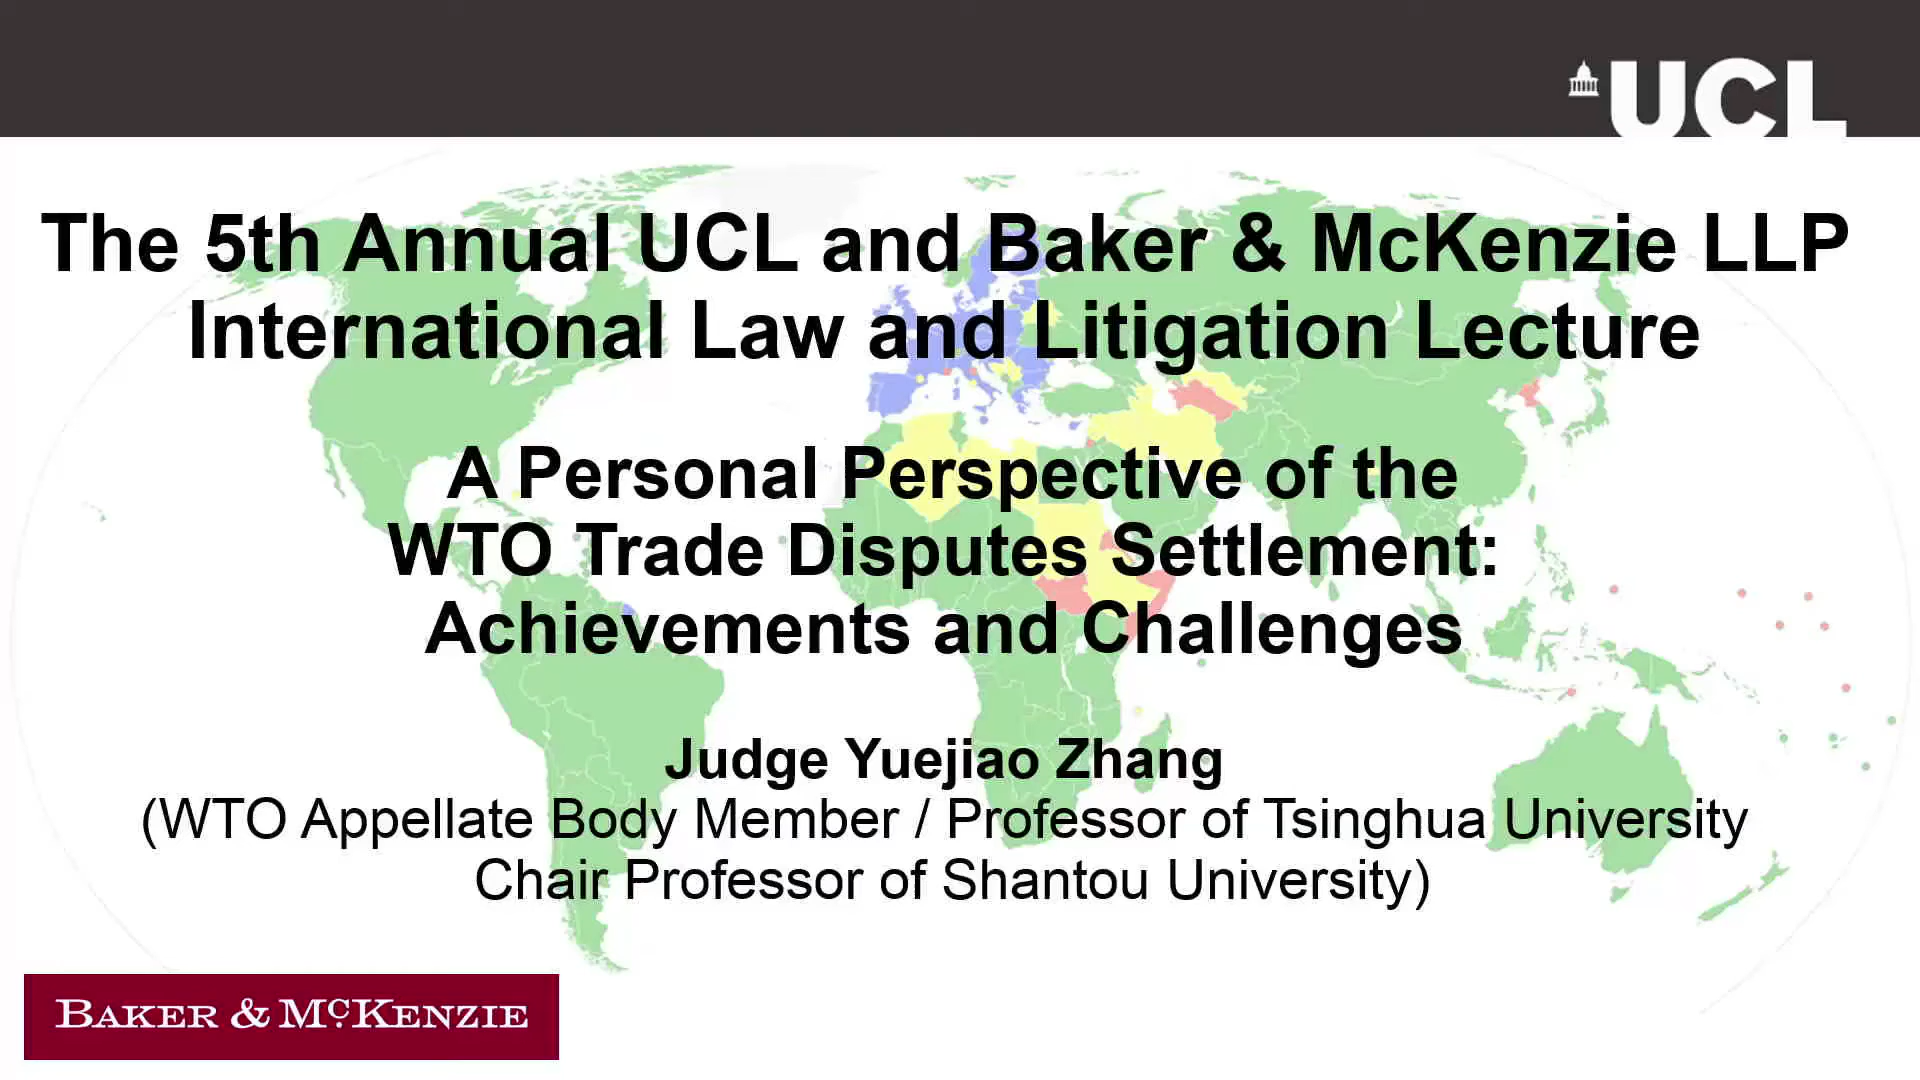 UCL
The 5th Annual UCL and Baker & McKenzie LLP
International Law and Litigation Lecture
A Personal Perspective of the
WTO Trade Disputes Settlement:
Achievements and Challenges
Judge Yuejiao Zhang
(WTO Appellate Body Member / Professor of Tsinghua University
Chair Professor of Shantou University)
BAKER & MCKENZIE